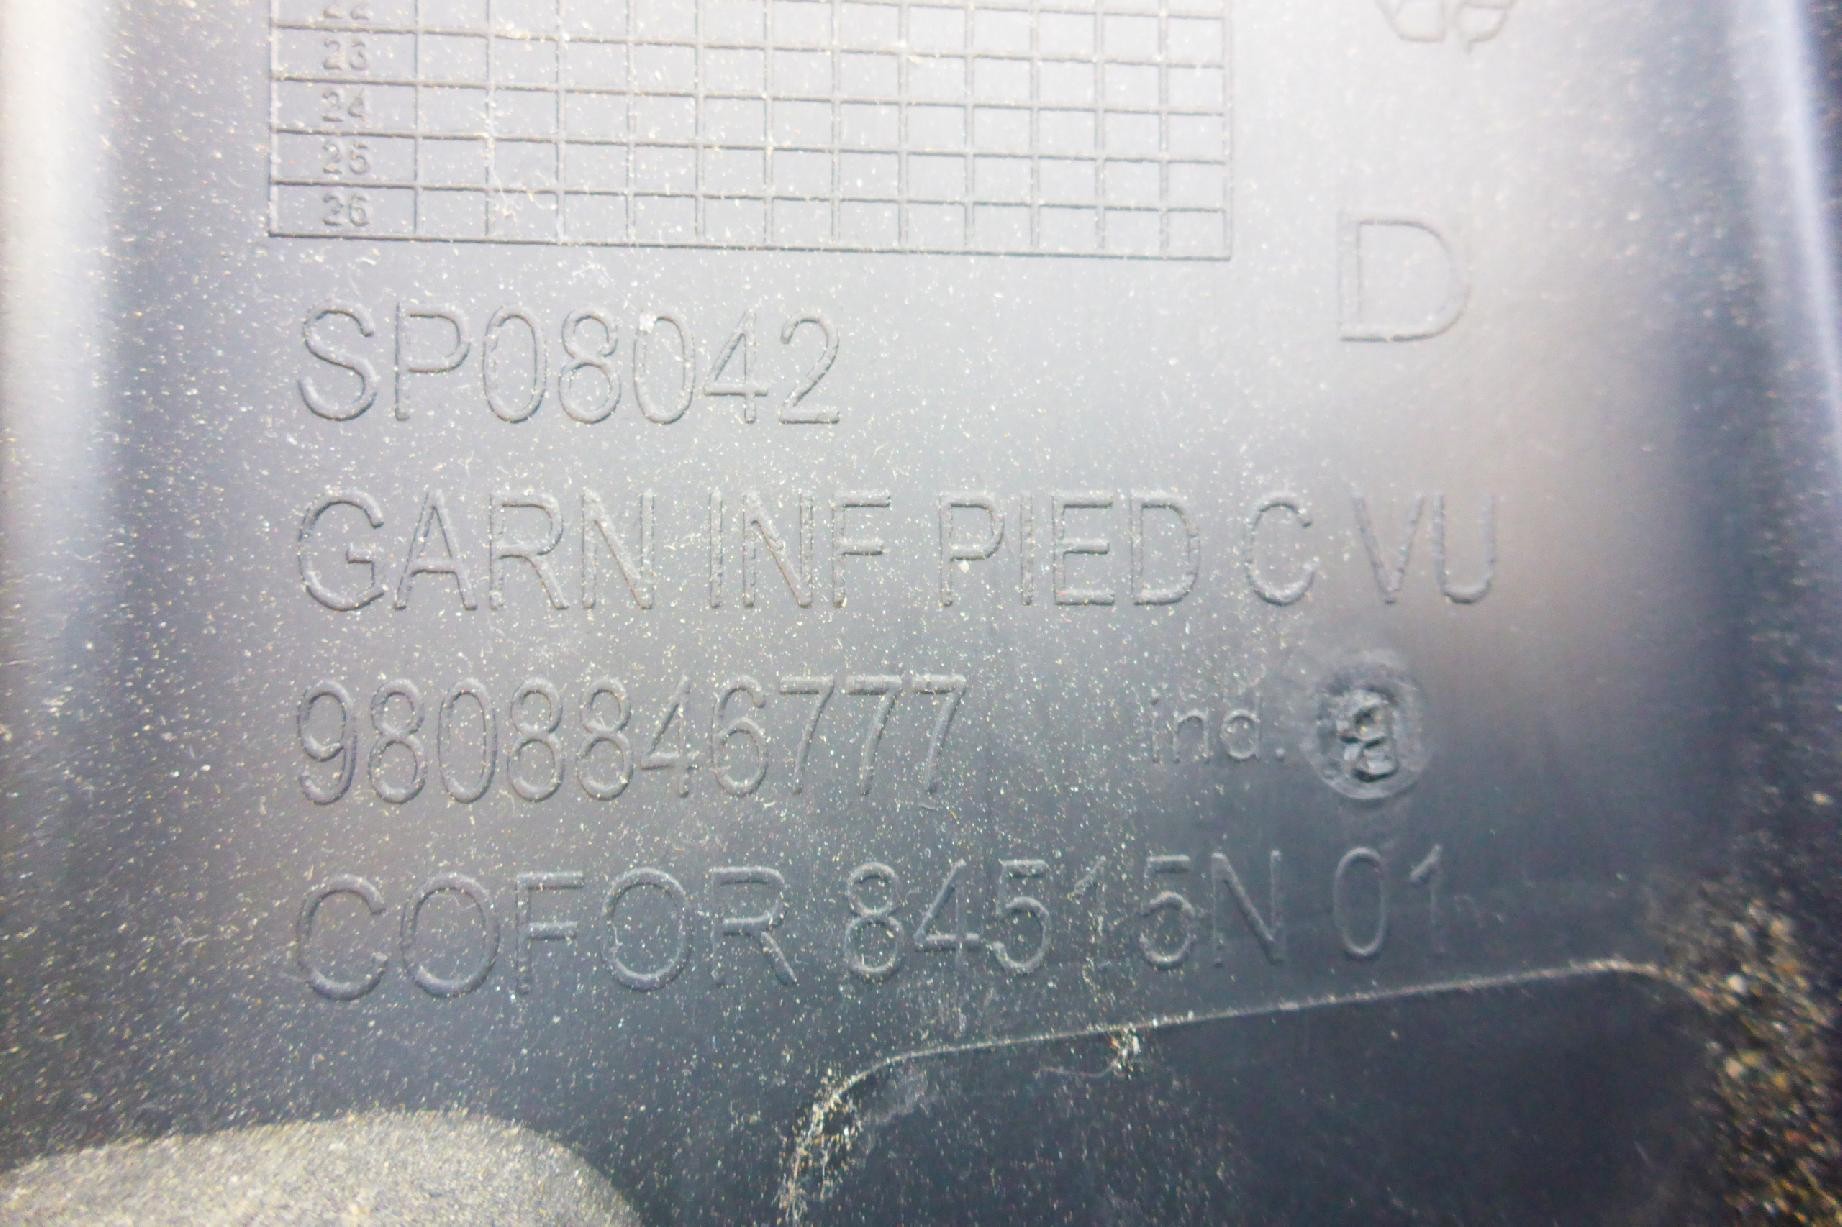 23
24
25
26
D
SP08042
GARN INF PIED C VU
9808846777 ind.
COFOR 84515N 01